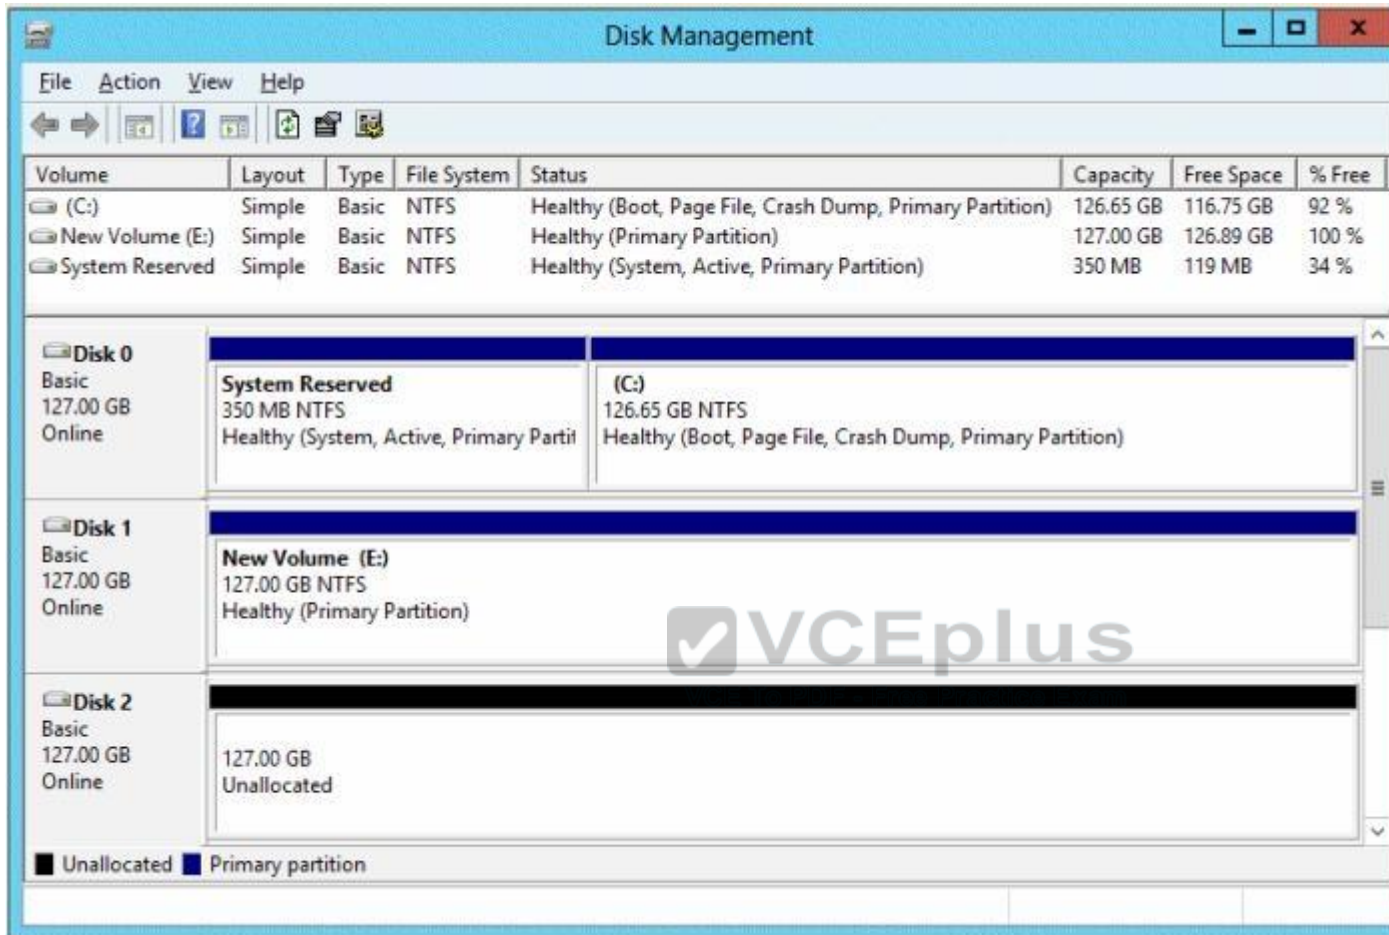 Disk Management
File Action View Help
Volume Layout Type File System Status Capacity Free Space % Free
(C:) Simple Basic NTFS Healthy (Boot, Page File, Crash Dump, Primary Partition) 126.65 GB 116.75 GB 92 %
New Volume (E:) Simple Basic NTFS Healthy (Primary Partition) 127.00 GB 126.89 GB 100 %
System Reserved Simple Basic NTFS Healthy (System, Active, Primary Partition) 350 MB 119 MB 34 %
Disk 0
Basic
127.00 GB
Online
System Reserved
350 MB NTFS
Healthy (System, Active, Primary Partit
(C:)
126.65 GB NTFS
Healthy (Boot, Page File, Crash Dump, Primary Partition)
Disk 1
Basic
127.00 GB
Online
New Volume (E:)
127.00 GB NTFS
Healthy (Primary Partition)
VCEplus
Disk 2
Basic
127.00 GB
Online
127.00 GB
Unallocated
Unallocated Primary partition